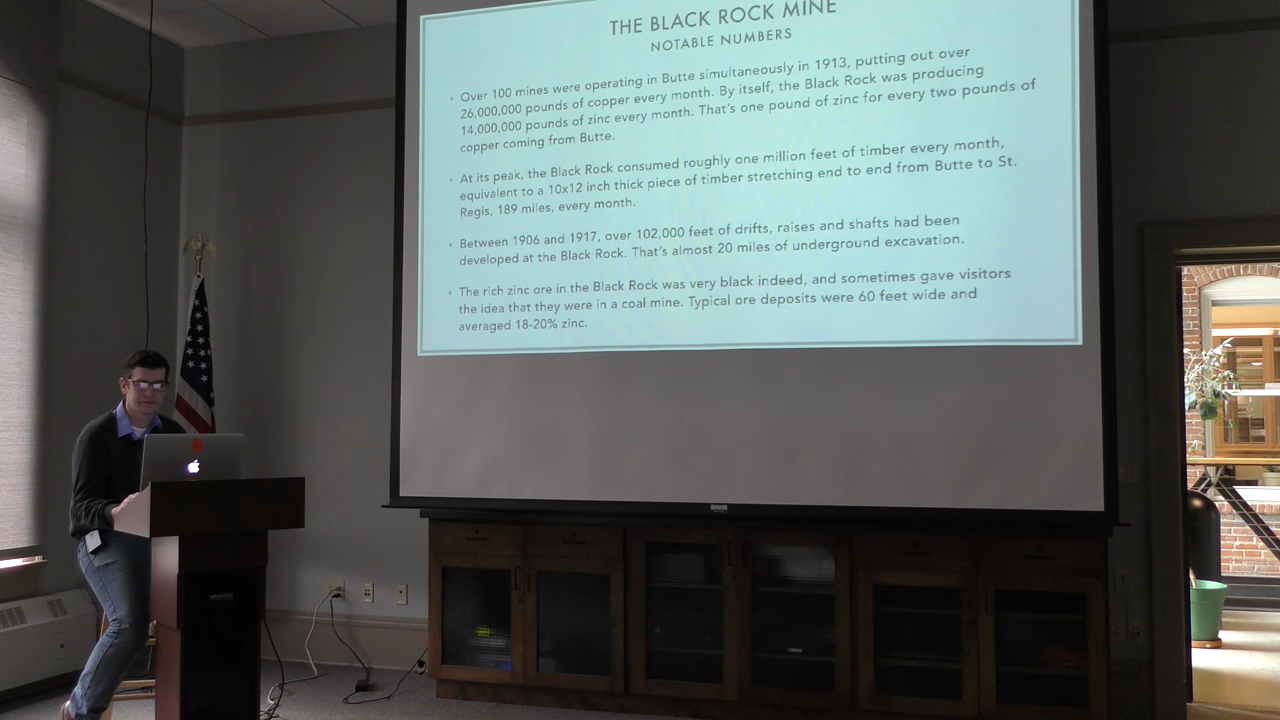 THE BLACK ROCK MINE
NOTABLE NUMBERS
• Over 100 mines were operating in Butte simultaneously in 1913, putting out over
26,000,000 pounds of copper every month. By itself, the Black Rock was producing
14,000,000 pounds of zinc every month. That's one pound of zinc for every two pounds of
copper coming from Butte.
• At its peak, the Black Rock consumed roughly one million feet of timber every month,
equivalent to a 10x12 inch thick piece of timber stretching end to end from Butte to St.
Regis, 189 miles, every month.
• Between 1906 and 1917, over 102,000 feet of drifts, raises and shafts had been
developed at the Black Rock. That's almost 20 miles of underground excavation.
• The rich zinc ore in the Black Rock was very black indeed, and sometimes gave visitors
the idea that they were in a coal mine. Typical ore deposits were 60 feet wide and
averaged 18-20% zinc.